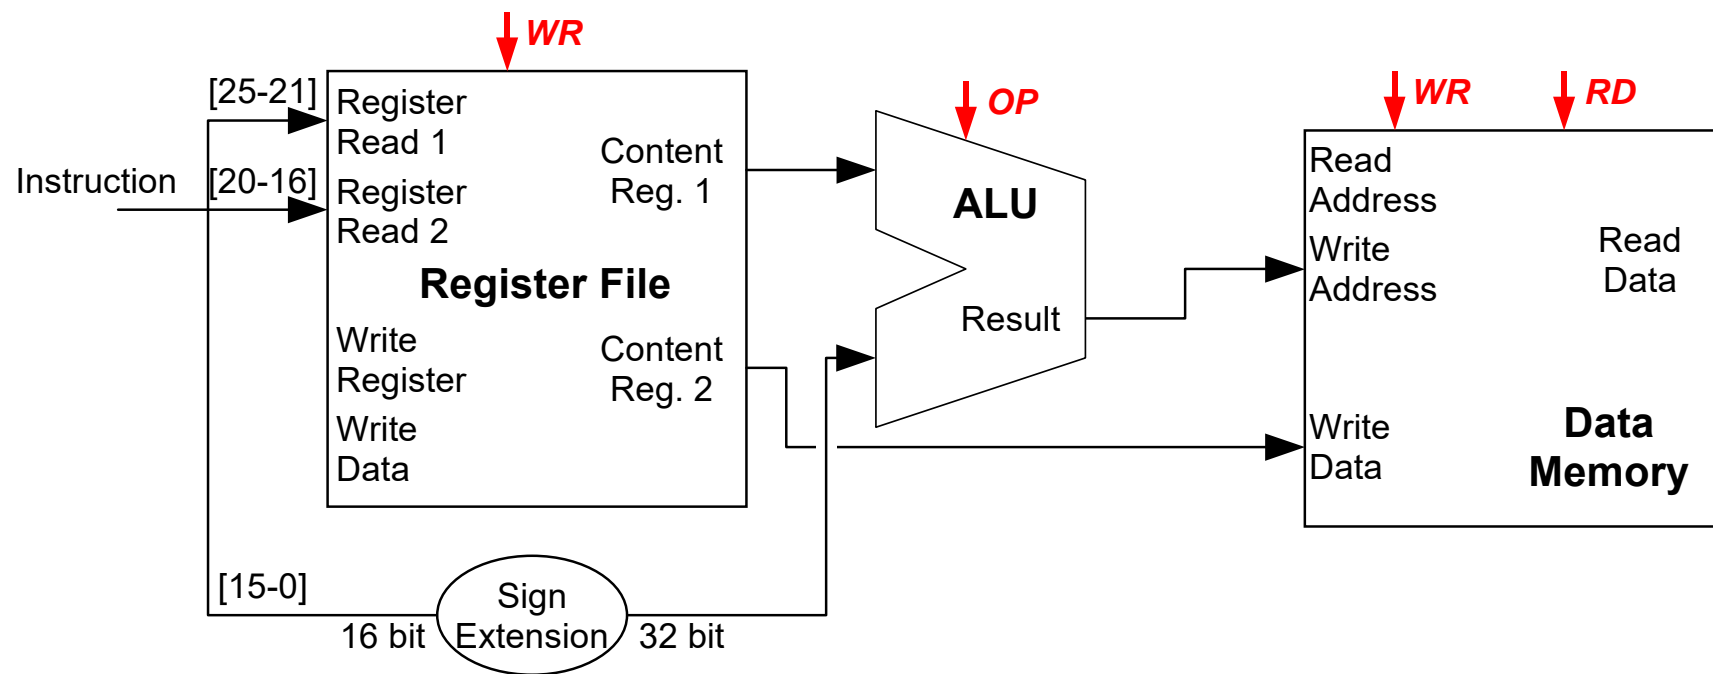 WR
[25-21]
Register
Read 1
Instruction
[20-16]
Register
Read 2
Content
Reg. 1
Register File
Write
Register
Content
Reg. 2
Write
Data
[15-0]
16 bit
Sign
Extension
32 bit
OP
ALU
Result
WR
RD
Read
Address
Write
Address
Read
Data
Write
Data
Data
Memory